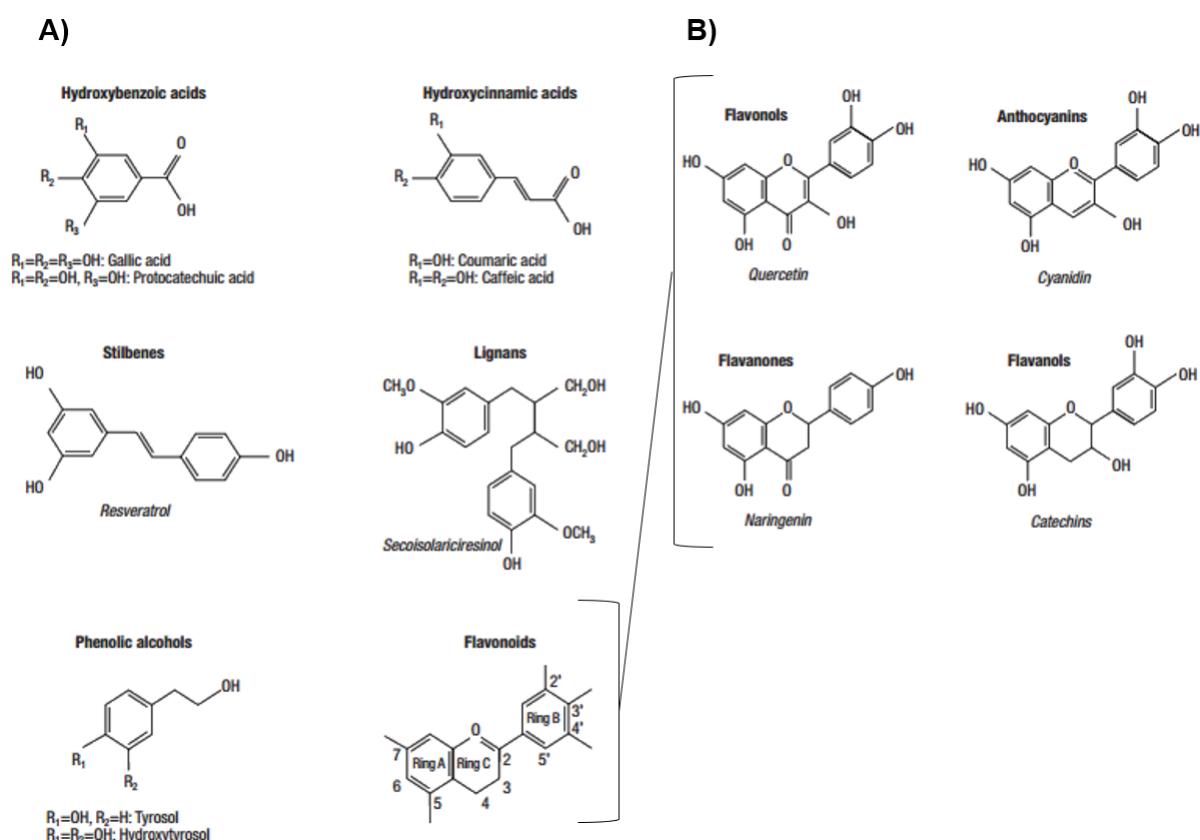 A)
Hydroxybenzoic acids
R1
R2
R3
O
OH
R1=R2=R3=OH: Gallic acid
R1=R2=OH, R3=OH: Protocatechuic acid
Hydroxycinnamic acids
R1
R2
O
OH
R1=OH: Coumaric acid
R1=R2=OH: Caffeic acid
Stilbenes
HO
HO
OH
Resveratrol
Lignans
CH3O
HO
CH2OH
CH2OH
OCH3
OH
Secoisolariciresinol
Phenolic alcohols
OH
R1
R2
R1=OH, R2=H: Tyrosol
R1=R2=OH: Hydroxytyrosol
Flavonoids
2'
3'
4'
5'
Ring B
O
Ring A
Ring C
7
6
5
4
3
2
B)
Flavonols
OH
OH
HO
O
OH
OH
O
Quercetin
Anthocyanins
OH
OH
HO
O
OH
OH
Cyanidin
Flavanones
OH
HO
O
OH
O
Naringenin
Flavanols
OH
OH
HO
O
OH
OH
Catechins